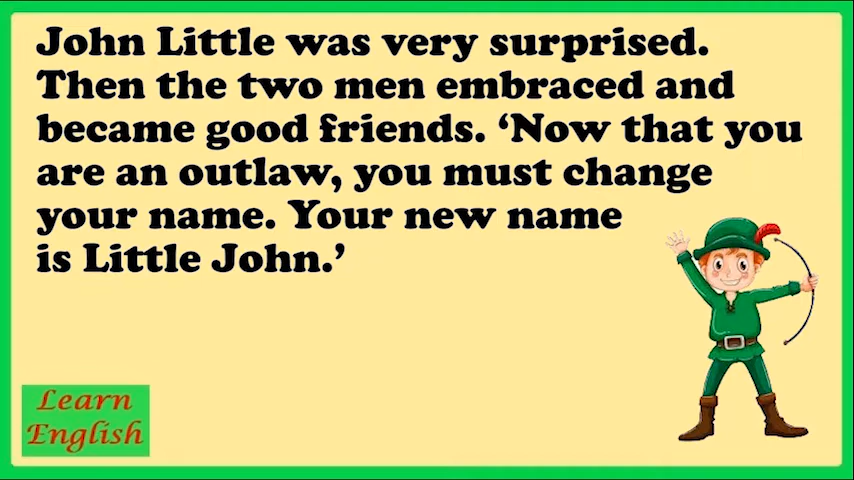 John Little was very surprised.
Then the two men embraced and
became good friends. ‘Now that you
are an outlaw, you must change
your name. Your new name
is Little John.’
Learn
English